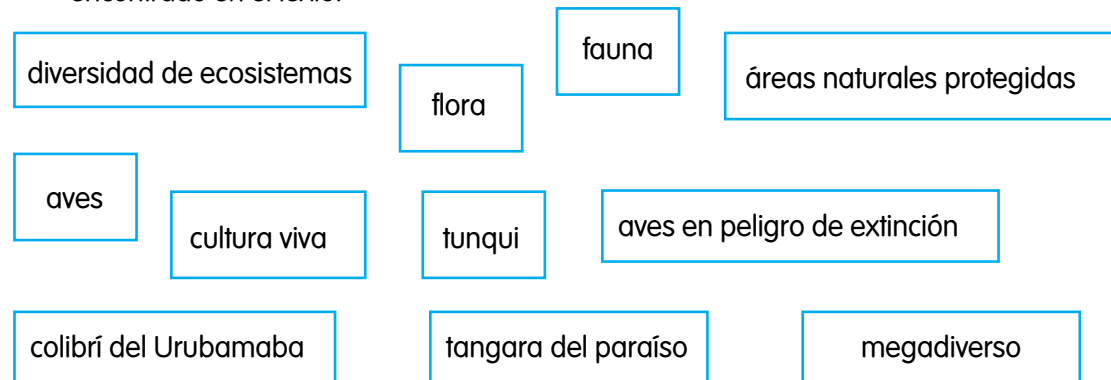 fauna
diversidad de ecosistemas
áreas naturales protegidas
flora
aves
cultura viva
tunqui
aves en peligro de extinción
colibrí del Urubamaba
tangara del paraíso
megadiverso